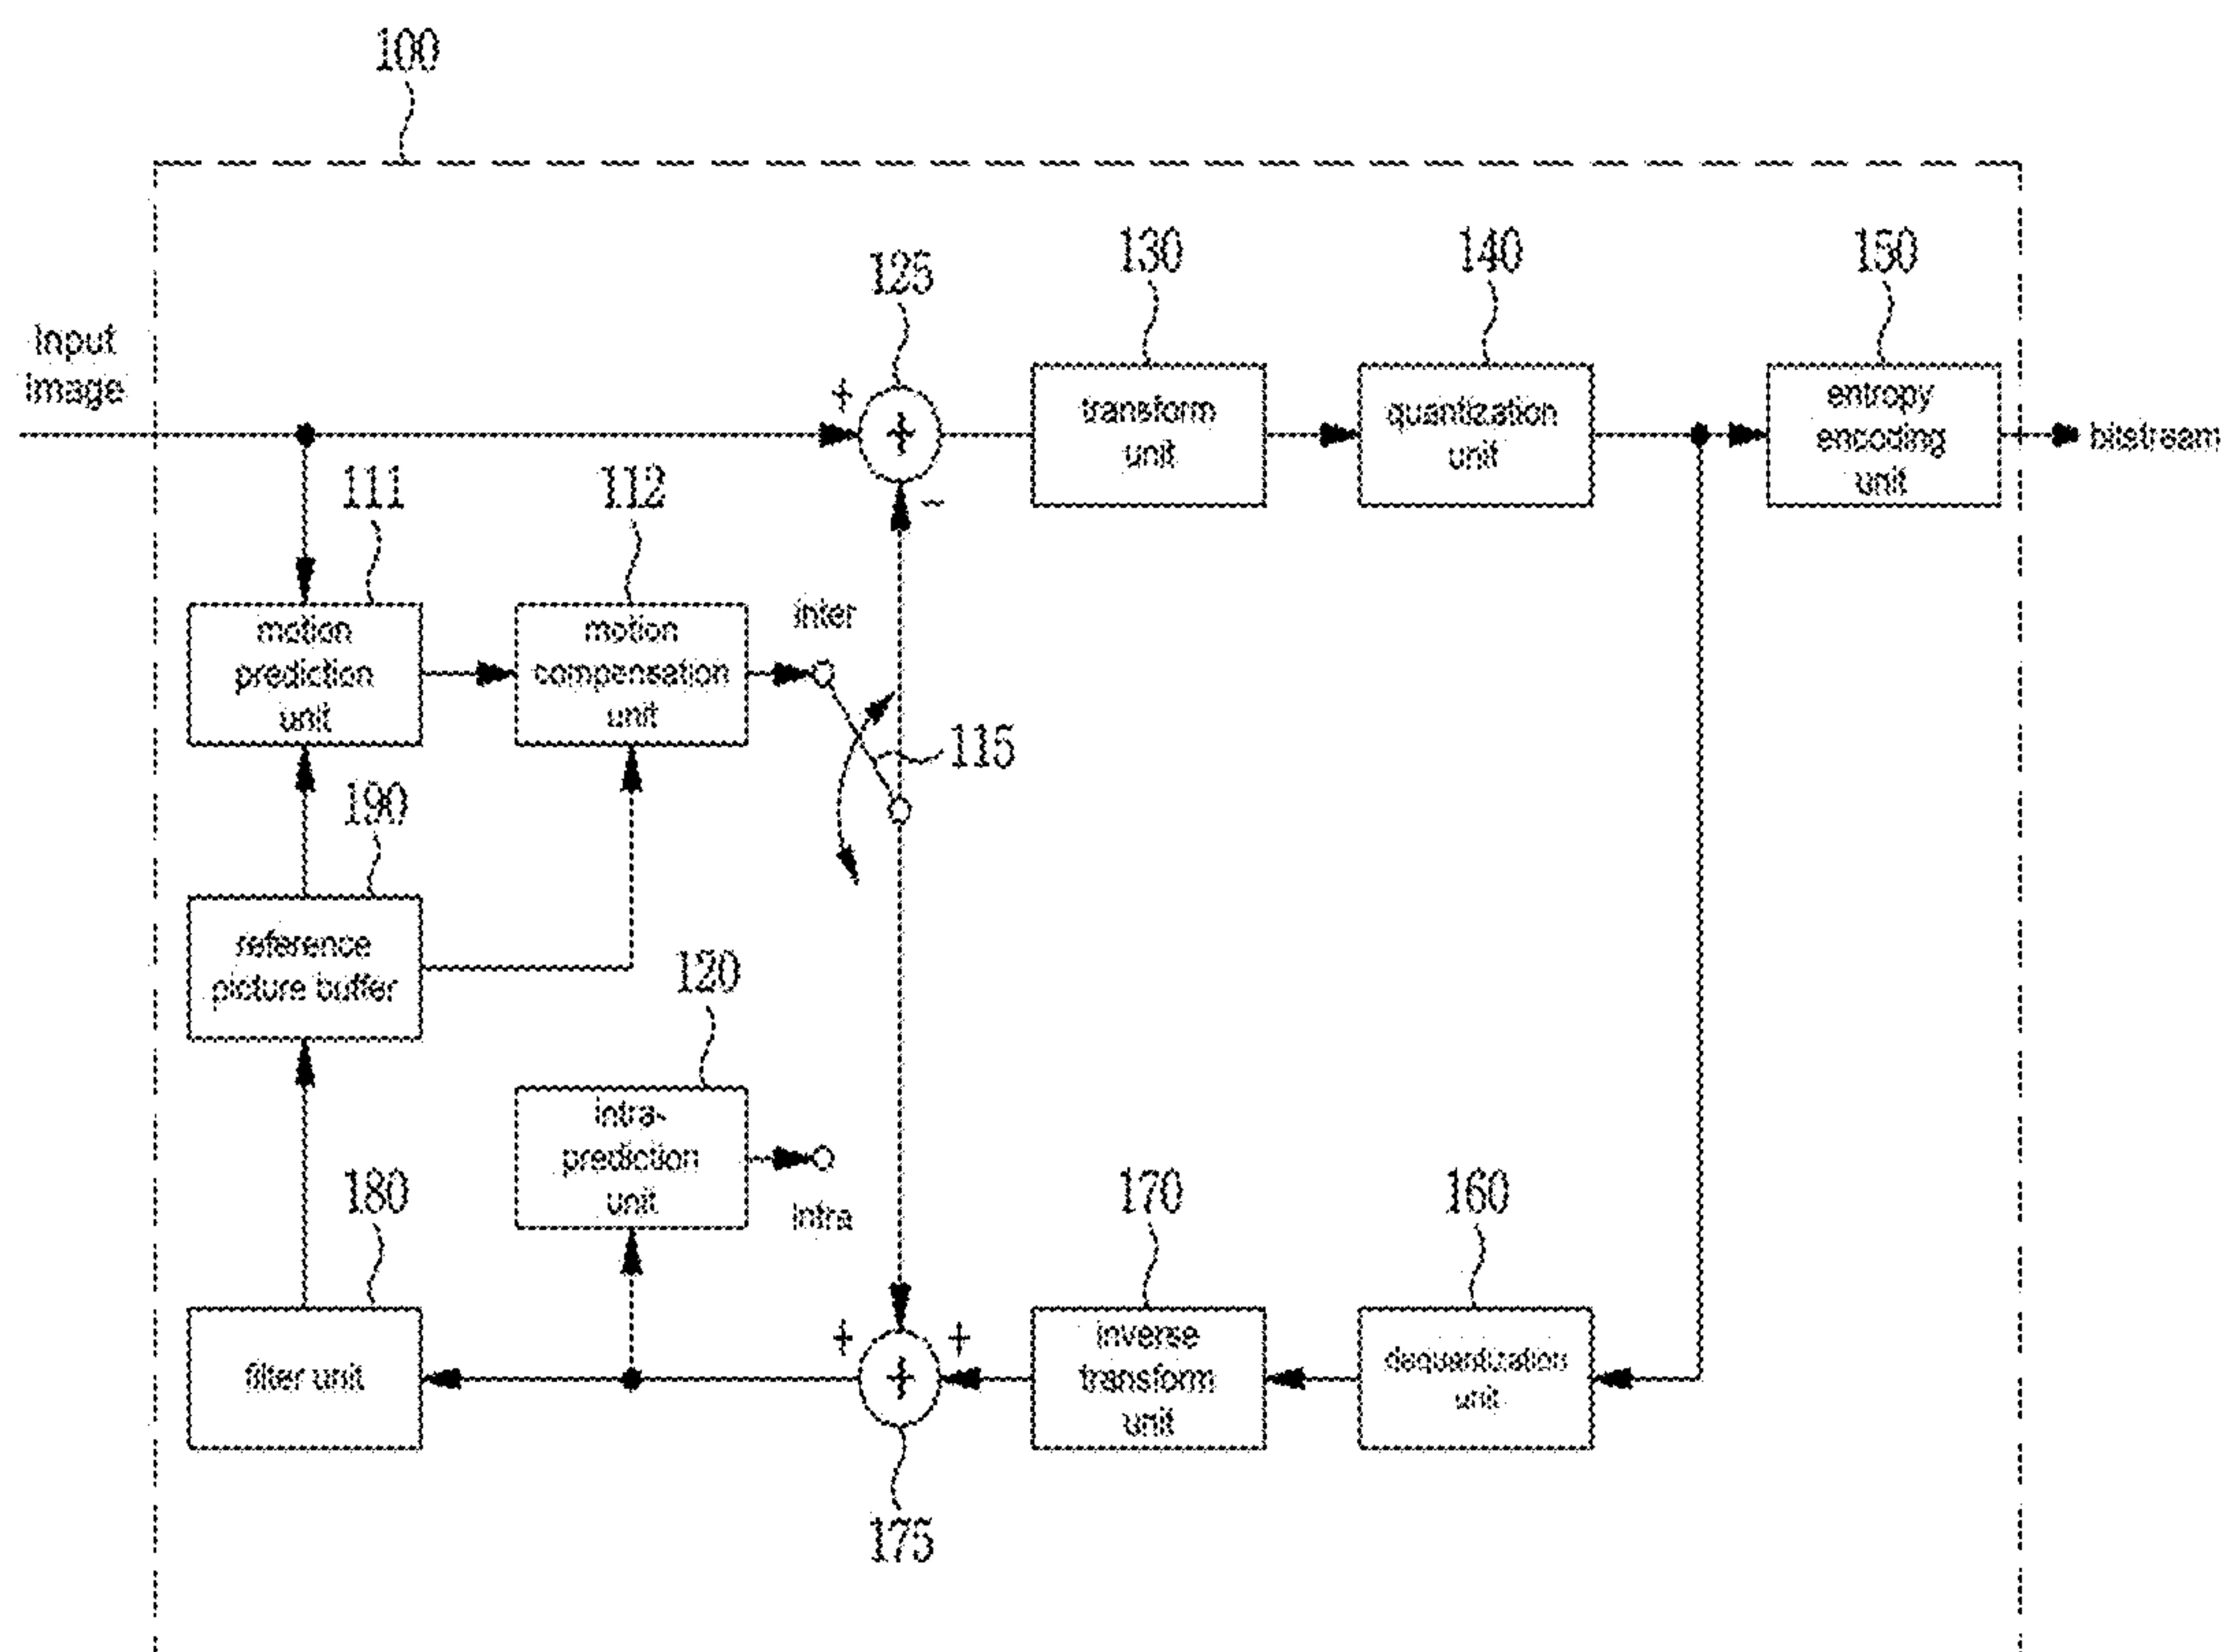 100
125
130
140
150
Input
Image
+
+
transform
unit
quantization
unit
entropy
encoding
unit
bitstream
−
111
112
motion
prediction
unit
motion
compensation
unit
inter
115
190
reference
picture buffer
120
intra-
prediction
unit
Intra
180
170
160
filter unit
+
+
+
inverse
transform
unit
dequantization
unit
175